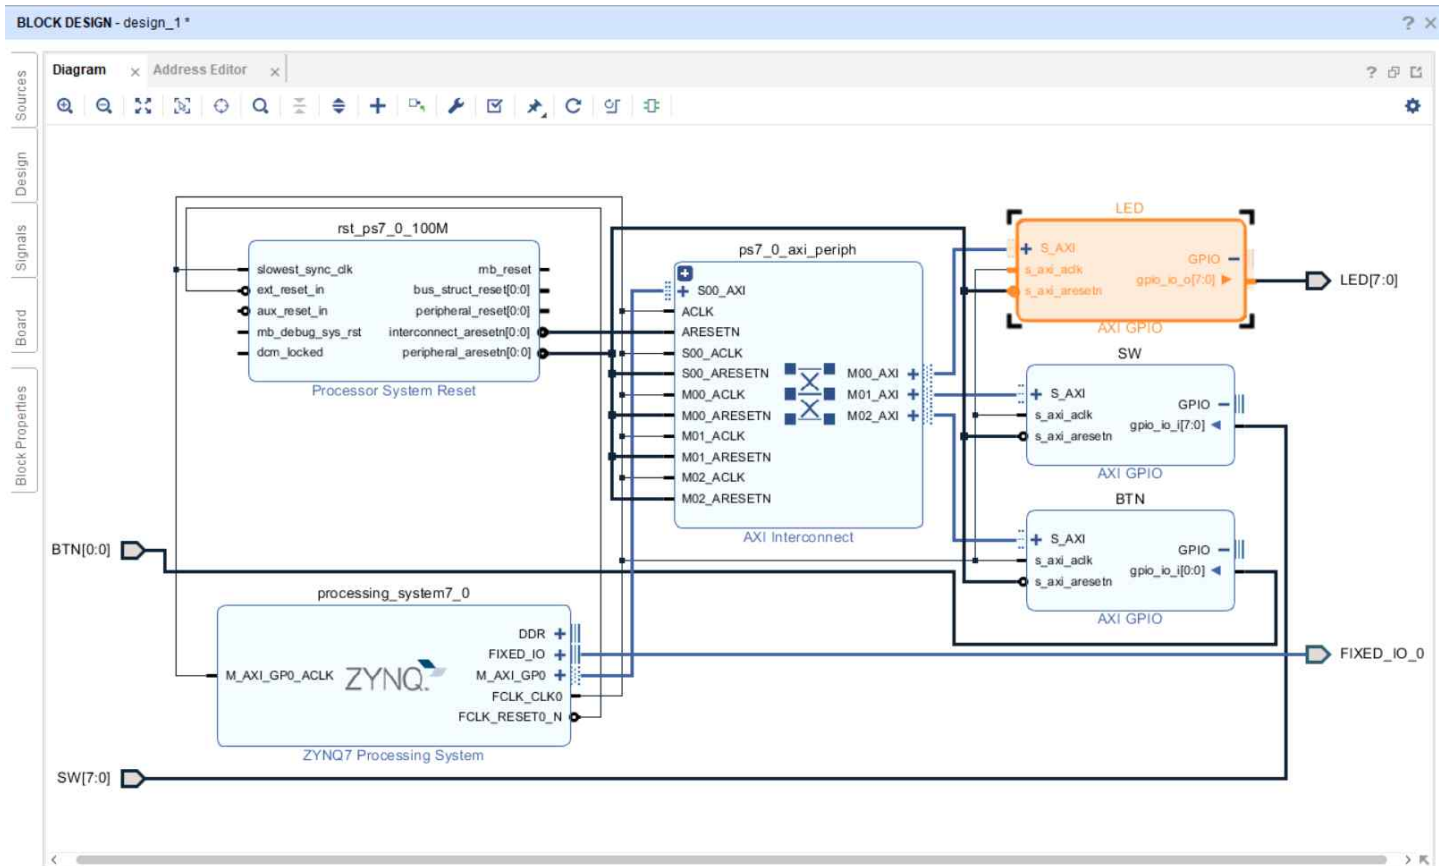 BLOCK DESIGN - design_1 *
Sources
Design
Signals
Board
Block Properties
Diagram
Address Editor
rst_ps7_0_100M
slowest_sync_clk
ext_reset_in
aux_reset_in
mb_debug_sys_rst
dcm_locked
mb_reset
bus_struct_reset[0:0]
peripheral_reset[0:0]
interconnect_aresetn[0:0]
peripheral_aresetn[0:0]
Processor System Reset
ps7_0_axi_periph
S00_AXI
ACLK
ARESETN
S00_ACLK
S00_ARESETN
M00_ACLK
M00_ARESETN
M01_ACLK
M01_ARESETN
M02_ACLK
M02_ARESETN
M00_AXI
M01_AXI
M02_AXI
AXI Interconnect
LED
S_AXI
s_axi_aclk
s_axi_aresetn
GPIO
gpio_io_o[7:0]
AXI GPIO
LED[7:0]
SW
S_AXI
s_axi_aclk
s_axi_aresetn
GPIO
gpio_io_i[7:0]
AXI GPIO
BTN
S_AXI
s_axi_aclk
s_axi_aresetn
GPIO
gpio_io_i[0:0]
AXI GPIO
BTN[0:0]
processing_system7_0
M_AXI_GP0_ACLK
ZYNQ
DDR
FIXED_IO
M_AXI_GP0
FCLK_CLK0
FCLK_RESET0_N
ZYNQ7 Processing System
FIXED_IO_0
SW[7:0]